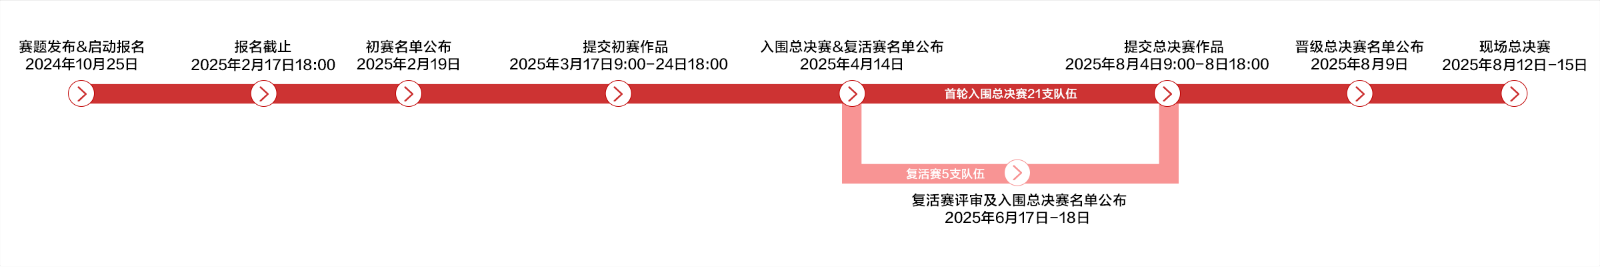 赛题发布&启动报名
2024年10月25日
报名截止
2025年2月17日18:00
初赛名单公布
2025年2月19日
提交初赛作品
2025年3月17日9:00-24日18:00
入围总决赛&复活赛名单公布
2025年4月14日
提交总决赛作品
2025年8月4日9:00-8日18:00
晋级总决赛名单公布
2025年8月9日
现场总决赛
2025年8月12日-15日
首轮入围总决赛21支队伍
复活赛5支队伍
复活赛评审及入围总决赛名单公布
2025年6月17日-18日